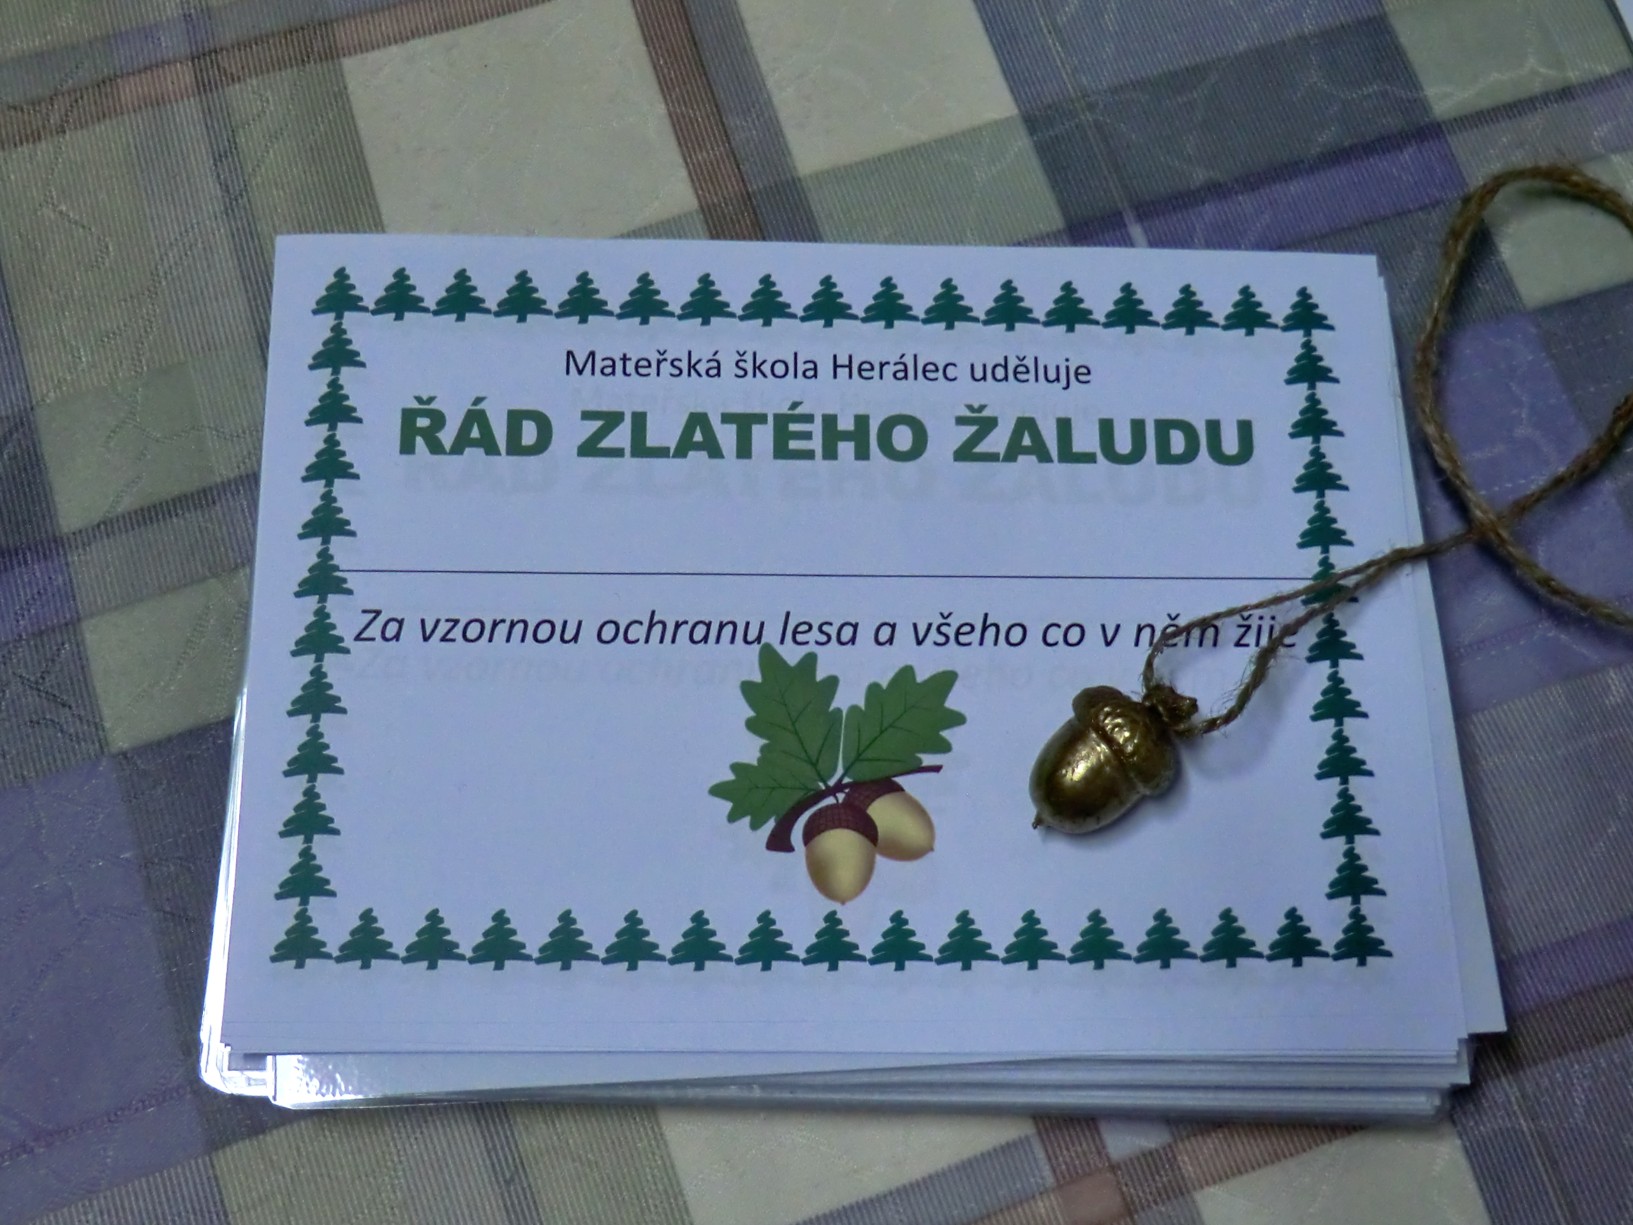 Mateřská škola Herálec uděluje
ŘÁD ZLATÉHO ŽALUDU
Za vzornou ochranu lesa a všeho co v něm žije